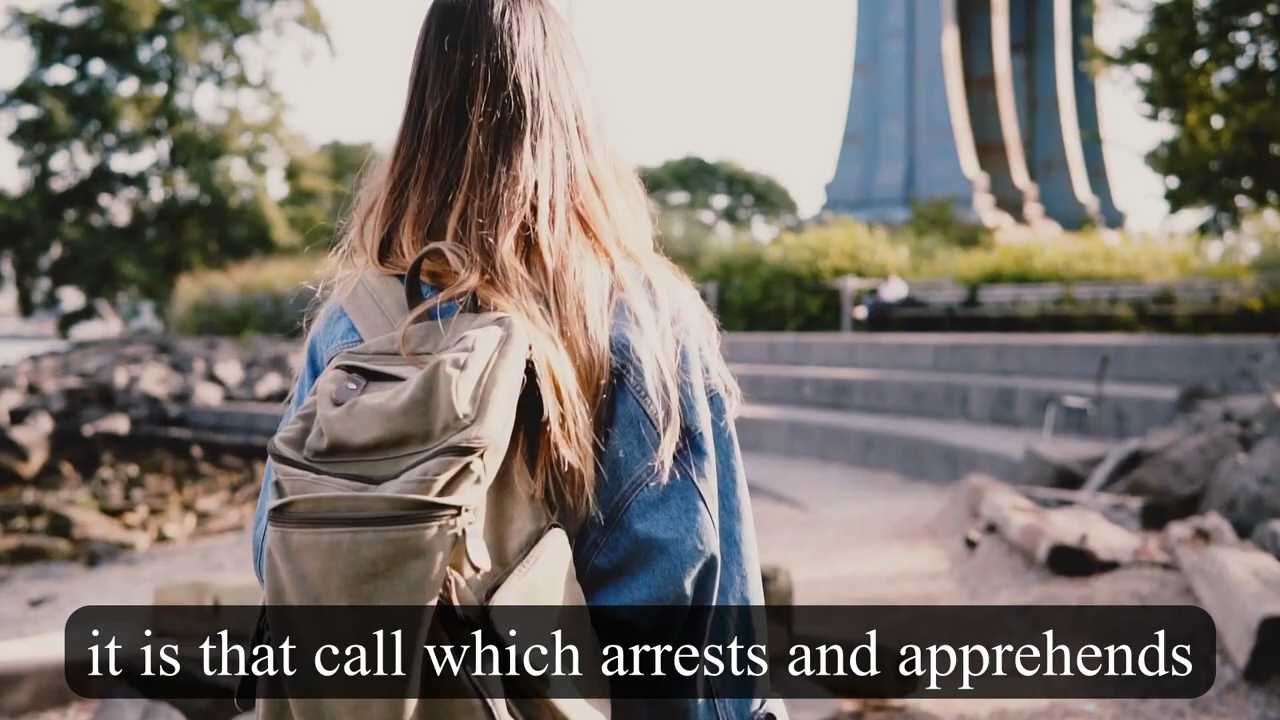 it is that call which arrests and apprehends